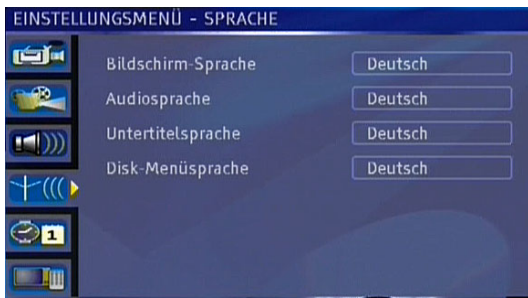 EINSTELLUNGSMENÜ - SPRACHE
Bildschirm-Sprache Deutsch
Audiosprache Deutsch
Untertitelsprache Deutsch
Disk-Menüsprache Deutsch
1